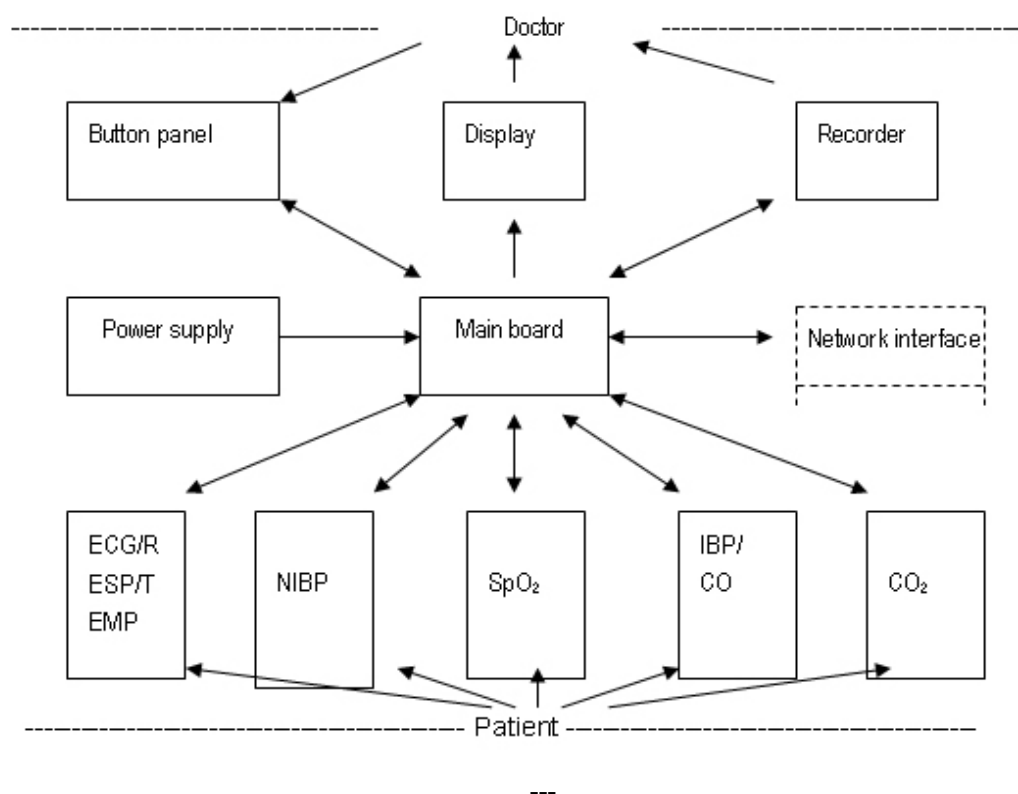 Doctor
Button panel
Display
Recorder
Power supply
Main board
Network interface
ECG/R
ESP/T
EMP
NIBP
SpO₂
IBP/
CO
CO₂
Patient